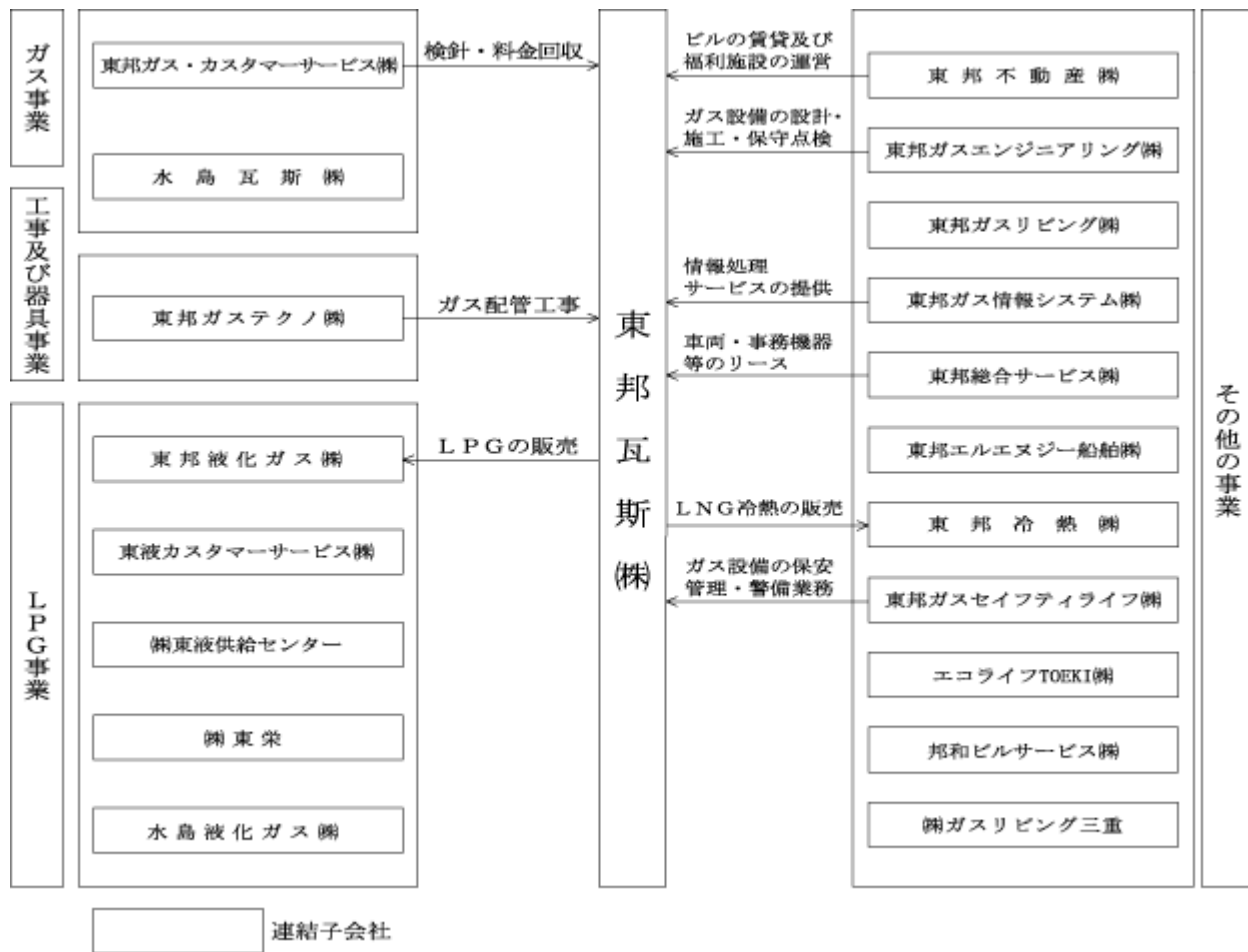 ガス事業
東邦ガス・カスタマーサービス㈱
水島瓦斯㈱
検針・料金回収
工事及び器具事業
東邦ガステクノ㈱
ガス配管工事
LPG事業
東邦液化ガス㈱
東液カスタマーサービス㈱
㈱東液供給センター
㈱東栄
水島液化ガス㈱
LPGの販売
東邦瓦斯㈱
ビルの賃貸及び
福利施設の運営
ガス設備の設計・
施工・保守点検
情報処理
サービスの提供
車両・事務機器
等のリース
LNG冷熱の販売
ガス設備の保安
管理・警備業務
東邦不動産㈱
東邦ガスエンジニアリング㈱
東邦ガスリビング㈱
東邦ガス情報システム㈱
東邦総合サービス㈱
東邦エルエヌジー船舶㈱
東邦冷熱㈱
東邦ガスセイフティライフ㈱
エコライフTOEKI㈱
邦和ビルサービス㈱
㈱ガスリビング三重
その他の事業
連結子会社